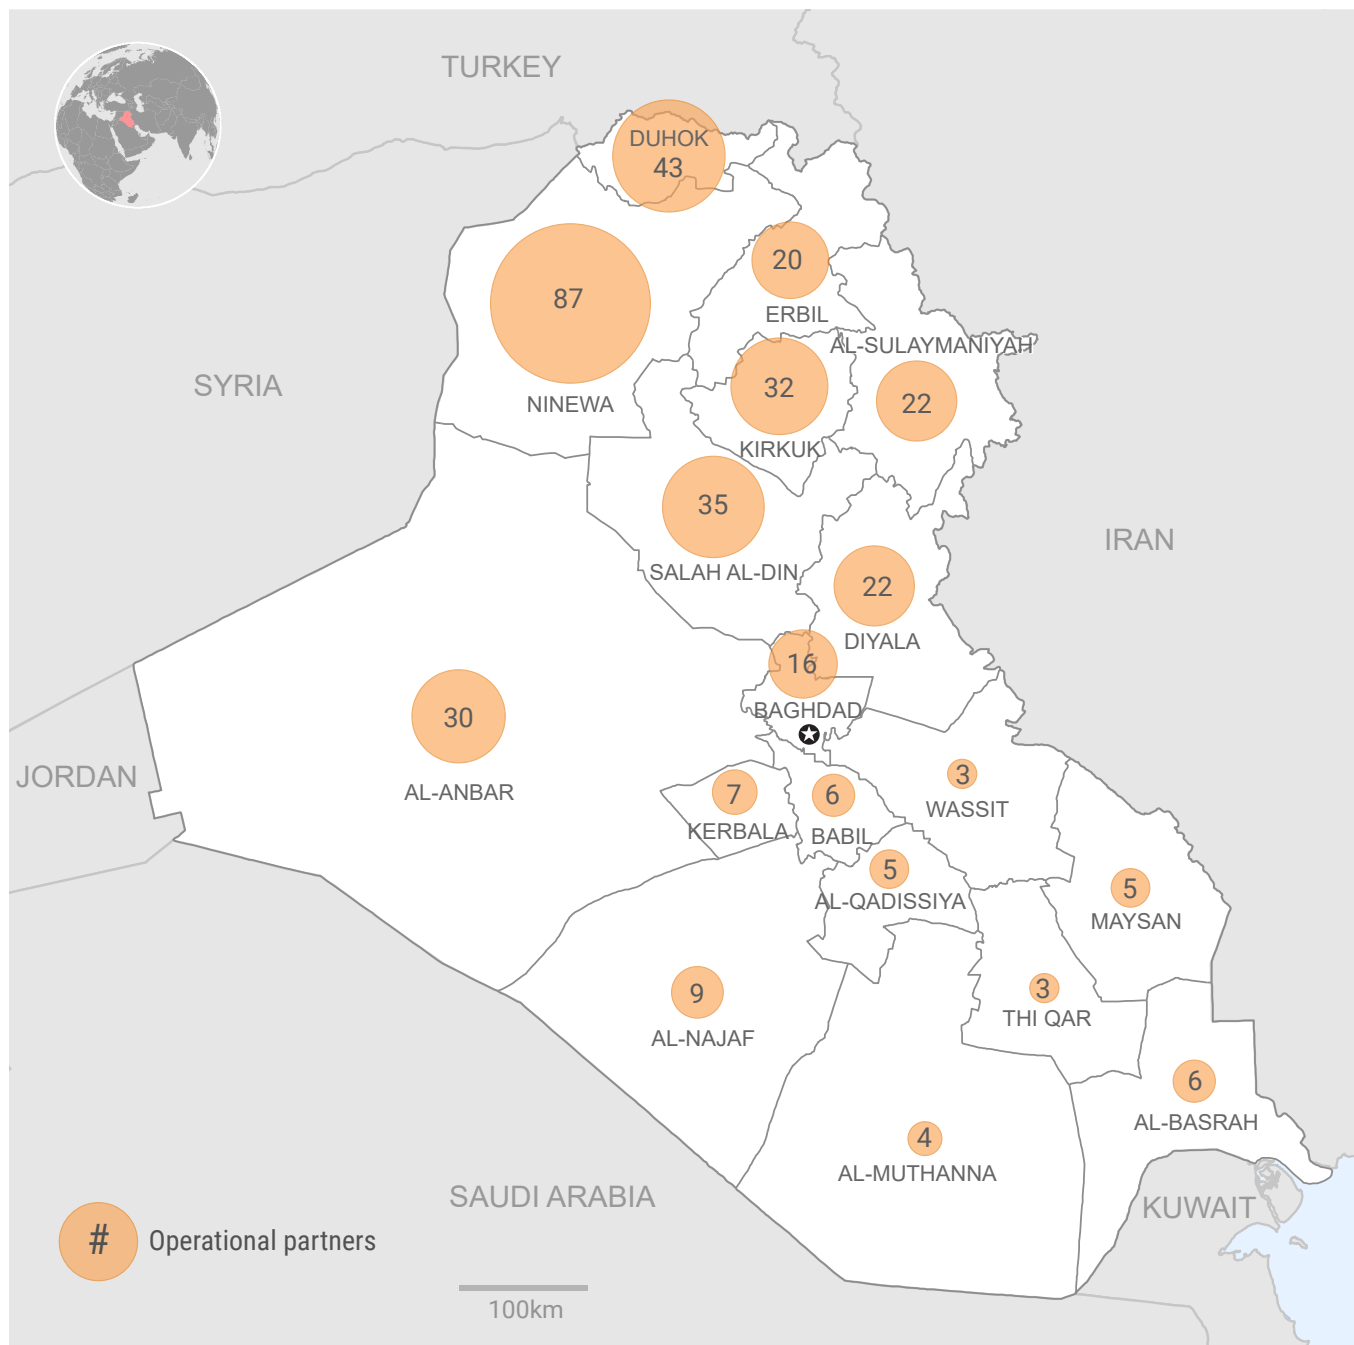 TURKEY
DUHOK
43
20
ERBIL
87
NINEWA
AL-SULAYMANIYAH
SYRIA
32
22
KIRKUK
35
SALAH AL-DIN
IRAN
22
DIYALA
16
BAGHDAD
30
AL-ANBAR
JORDAN
7
KERBALA
6
BABIL
3
WASSIT
5
AL-QADISSIYA
5
MAYSAN
9
AL-NAJAF
3
THI QAR
6
AL-BASRAH
4
AL-MUTHANNA
SAUDI ARABIA
KUWAIT
# Operational partners
100km